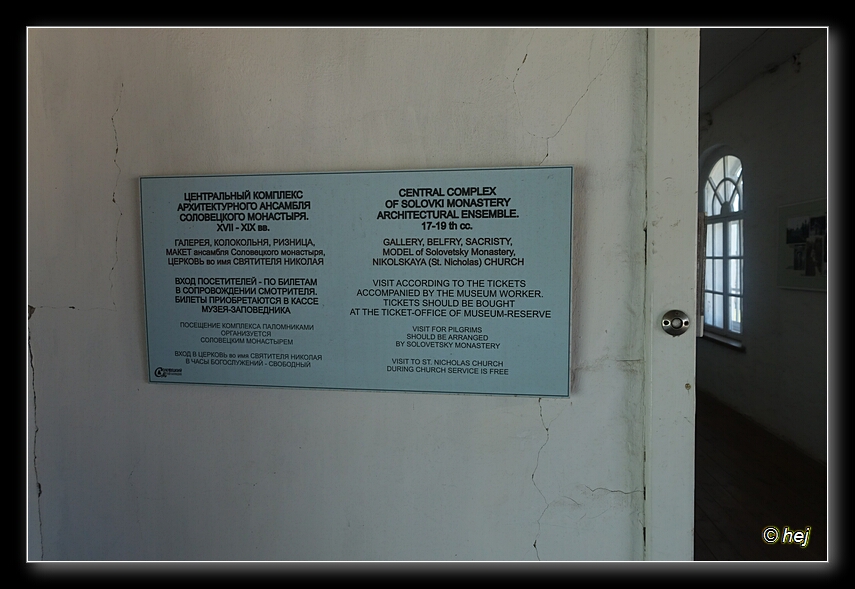 ЦЕНТРАЛЬНЫЙ КОМПЛЕКС
АРХИТЕКТУРНОГО АНСАМБЛЯ
СОЛОВЕЦКОГО МОНАСТЫРЯ.
XVII - XIX вв.
ГАЛЕРЕЯ, КОЛОКОЛЬНЯ, РИЗНИЦА,
МАКЕТ ансамбля Соловецкого монастыря,
ЦЕРКОВЬ во имя СВЯТИТЕЛЯ НИКОЛАЯ
ВХОД ПОСЕТИТЕЛЕЙ - ПО БИЛЕТАМ
В СОПРОВОЖДЕНИИ СМОТРИТЕЛЯ.
БИЛЕТЫ ПРИОБРЕТАЮТСЯ В КАССЕ
МУЗЕЯ-ЗАПОВЕДНИКА
ПОСЕЩЕНИЕ КОМПЛЕКСА ПАЛОМНИКАМИ
ОРГАНИЗУЕТСЯ
СОЛОВЕЦКИМ МОНАСТЫРЕМ
ВХОД В ЦЕРКОВЬ во имя СВЯТИТЕЛЯ НИКОЛАЯ
В ЧАСЫ БОГОСЛУЖЕНИЙ - СВОБОДНЫЙ
CENTRAL COMPLEX
OF SOLOVKI MONASTERY
ARCHITECTURAL ENSEMBLE.
17-19 th cc.
GALLERY, BELFRY, SACRISTY,
MODEL of Solovetsky Monastery,
NIKOLSKAYA (St. Nicholas) CHURCH
VISIT ACCORDING TO THE TICKETS
ACCOMPANIED BY THE MUSEUM WORKER.
TICKETS SHOULD BE BOUGHT
AT THE TICKET-OFFICE OF MUSEUM-RESERVE
VISIT FOR PILGRIMS
SHOULD BE ARRANGED
BY SOLOVETSKY MONASTERY
VISIT TO ST. NICHOLAS CHURCH
DURING CHURCH SERVICE IS FREE
© hej